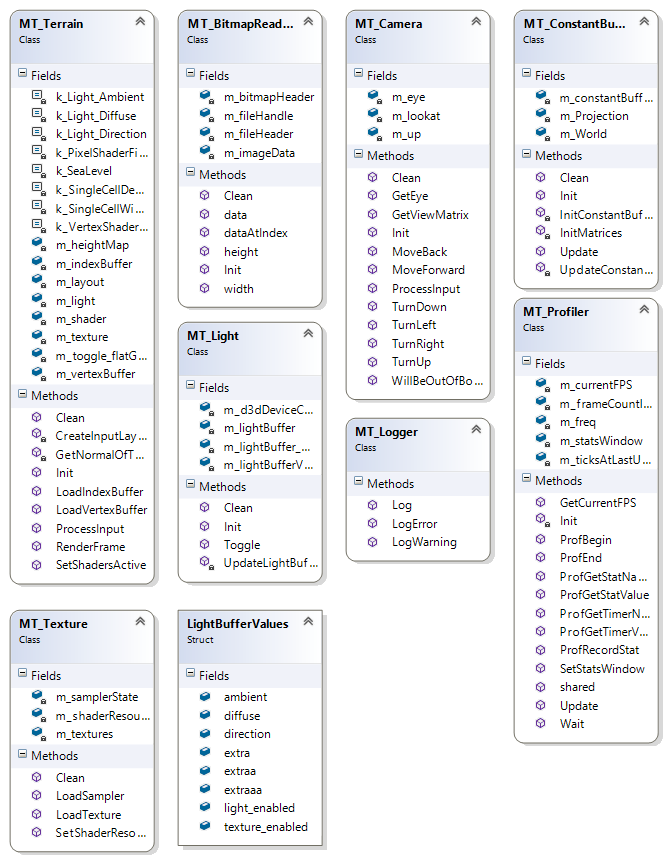 MT_Terrain
Class
Fields
k_Light_Ambient
k_Light_Diffuse
k_Light_Direction
k_PixelShaderFi...
k_SeaLevel
k_SingleCellDe...
k_SingleCellWi...
k_VertexShader...
m_heightMap
m_indexBuffer
m_layout
m_light
m_shader
m_texture
m_toggle_flatG...
m_vertexBuffer
Methods
Clean
CreateInputLay...
GetNormalOfT...
Init
LoadIndexBuffer
LoadVertexBuffer
ProcessInput
RenderFrame
SetShadersActive
MT_BitmapRead...
Class
Fields
m_bitmapHeader
m_fileHandle
m_fileHeader
m_imageData
Methods
Clean
data
dataAtIndex
height
Init
width
MT_Light
Class
Fields
m_d3dDeviceC...
m_lightBuffer
m_lightBuffer_...
m_lightBufferV...
Methods
Clean
Init
Toggle
UpdateLightBuf...
MT_Camera
Class
Fields
m_eye
m_lookat
m_up
Methods
Clean
GetEye
GetViewMatrix
Init
MoveBack
MoveForward
ProcessInput
TurnDown
TurnLeft
TurnRight
TurnUp
WillBeOutOfBo...
MT_Logger
Class
Methods
Log
LogError
LogWarning
MT_ConstantBu...
Class
Fields
m_constantBuff...
m_Projection
m_World
Methods
Clean
Init
InitConstantBuf...
InitMatrices
Update
UpdateConstan...
MT_Profiler
Class
Fields
m_currentFPS
m_frameCountI...
m_freq
m_statsWindow
m_ticksAtLastU...
Methods
GetCurrentFPS
Init
ProfBegin
ProfEnd
ProfGetStatNa...
ProfGetStatValue
ProfGetTimerN...
ProfGetTimerV...
ProfRecordStat
SetStatsWindow
shared
Update
Wait
MT_Texture
Class
Fields
m_samplerState
m_shaderResou...
m_textures
Methods
Clean
LoadSampler
LoadTexture
SetShaderReso...
LightBufferValues
Struct
Fields
ambient
diffuse
direction
extra
extraa
extraaa
light_enabled
texture_enabled